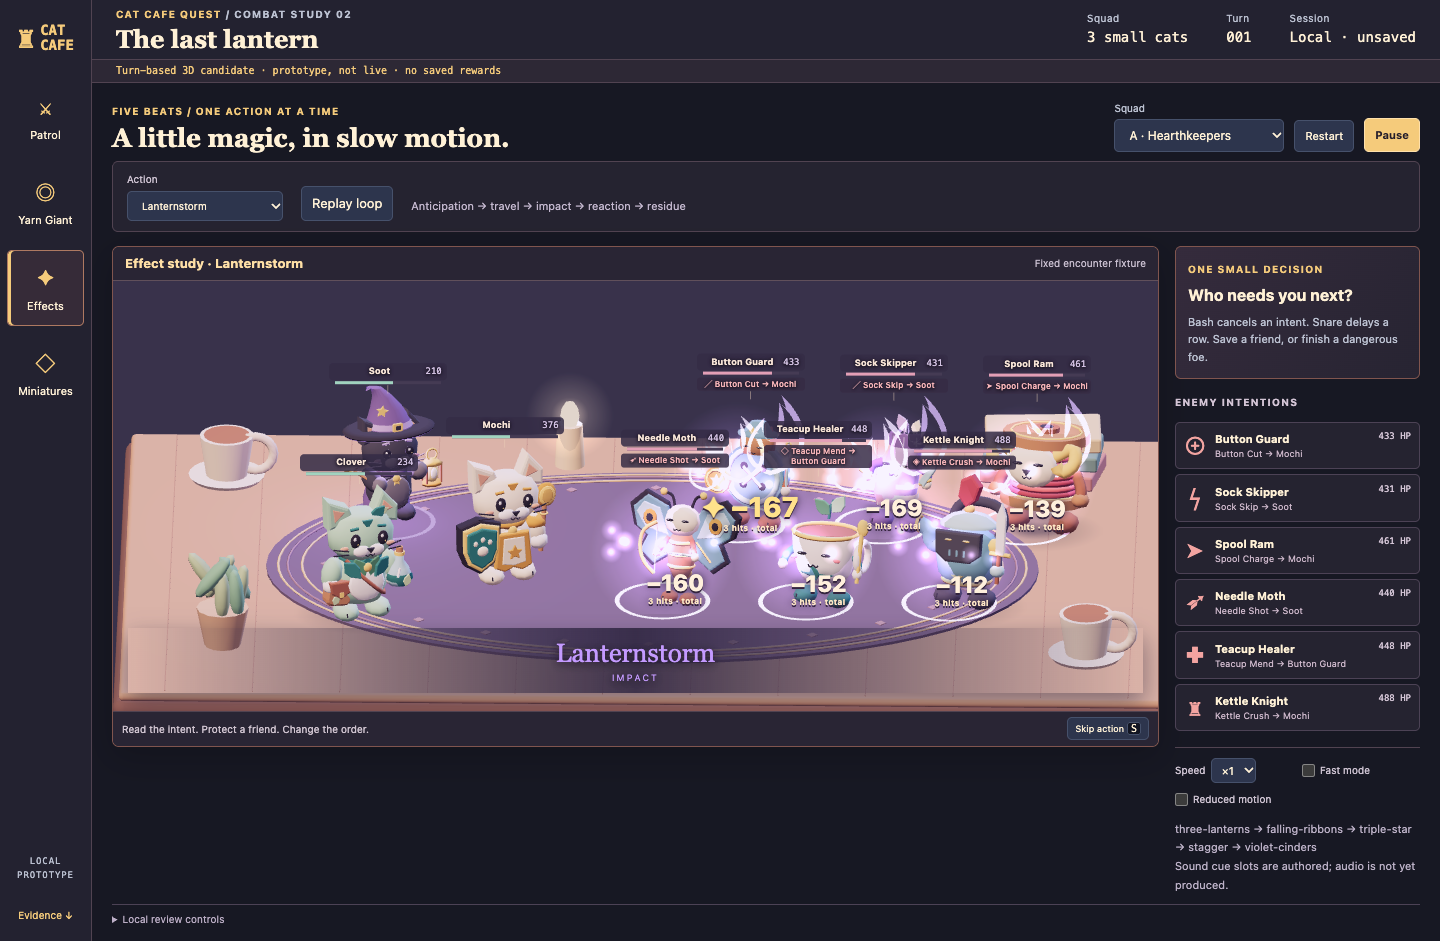 CAT
CAFE
Patrol
Yarn Giant
Effects
Miniatures
LOCAL
PROTOTYPE
Evidence ↓
CAT CAFE QUEST / COMBAT STUDY 02
The last lantern
Squad
3 small cats
Turn
001
Session
Local · unsaved
Turn-based 3D candidate · prototype, not live · no saved rewards
FIVE BEATS / ONE ACTION AT A TIME
A little magic, in slow motion.
Squad
A · Hearthkeepers
Restart
Pause
Action
Lanternstorm
Replay loop
Anticipation → travel → impact → reaction → residue
Effect study · Lanternstorm
Fixed encounter fixture
Soot 210
Mochi 376
Clover 234
Button Guard 433
Button Cut → Mochi
Sock Skipper 431
Sock Skip → Soot
Spool Ram 461
Spool Charge → Mochi
Needle Moth 440
Needle Shot → Soot
Teacup Healer 448
Teacup Mend →
Button Guard
Kettle Knight 488
Kettle Crush → Mochi
−167
3 hits · total
−169
3 hits · total
−139
3 hits · total
−160
3 hits · total
−152
3 hits · total
−112
3 hits · total
Lanternstorm
IMPACT
Read the intent. Protect a friend. Change the order.
Skip action S
ONE SMALL DECISION
Who needs you next?
Bash cancels an intent. Snare delays a
row. Save a friend, or finish a dangerous
foe.
ENEMY INTENTIONS
Button Guard 433 HP
Button Cut → Mochi
Sock Skipper 431 HP
Sock Skip → Soot
Spool Ram 461 HP
Spool Charge → Mochi
Needle Moth 440 HP
Needle Shot → Soot
Teacup Healer 448 HP
Teacup Mend → Button Guard
Kettle Knight 488 HP
Kettle Crush → Mochi
Speed ×1 Fast mode
Reduced motion
three-lanterns → falling-ribbons → triple-star
→ stagger → violet-cinders
Sound cue slots are authored; audio is not yet
produced.
Local review controls